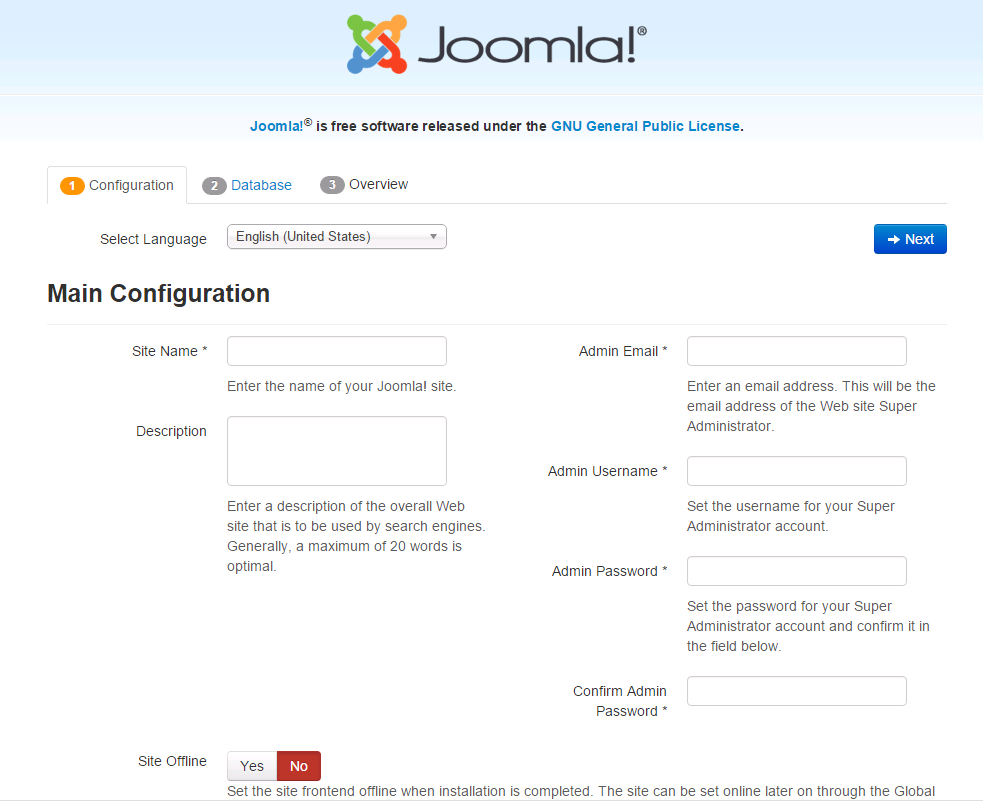 Joomla!®
Joomla!® is free software released under the GNU General Public License.
1 Configuration
2 Database
3 Overview
Select Language
English (United States)
Next
Main Configuration
Site Name *
Enter the name of your Joomla! site.
Description
Enter a description of the overall Web
site that is to be used by search engines.
Generally, a maximum of 20 words is
optimal.
Admin Email *
Enter an email address. This will be the
email address of the Web site Super
Administrator.
Admin Username *
Set the username for your Super
Administrator account.
Admin Password *
Set the password for your Super
Administrator account and confirm it in
the field below.
Confirm Admin
Password *
Site Offline
Yes
No
Set the site frontend offline when installation is completed. The site can be set online later on through the Global